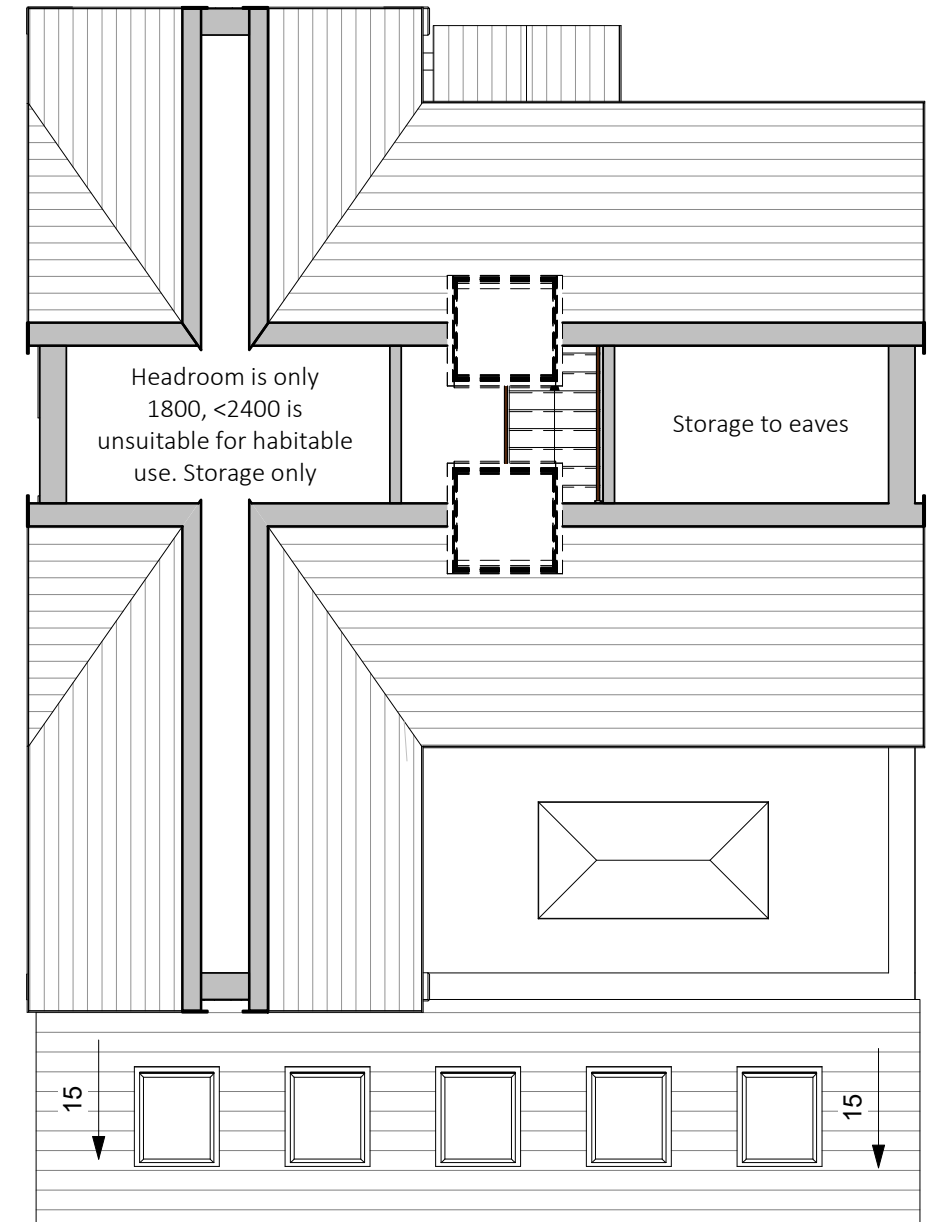 Headroom is only
1800, <2400 is
unsuitable for habitable
use. Storage only
Storage to eaves
15
15